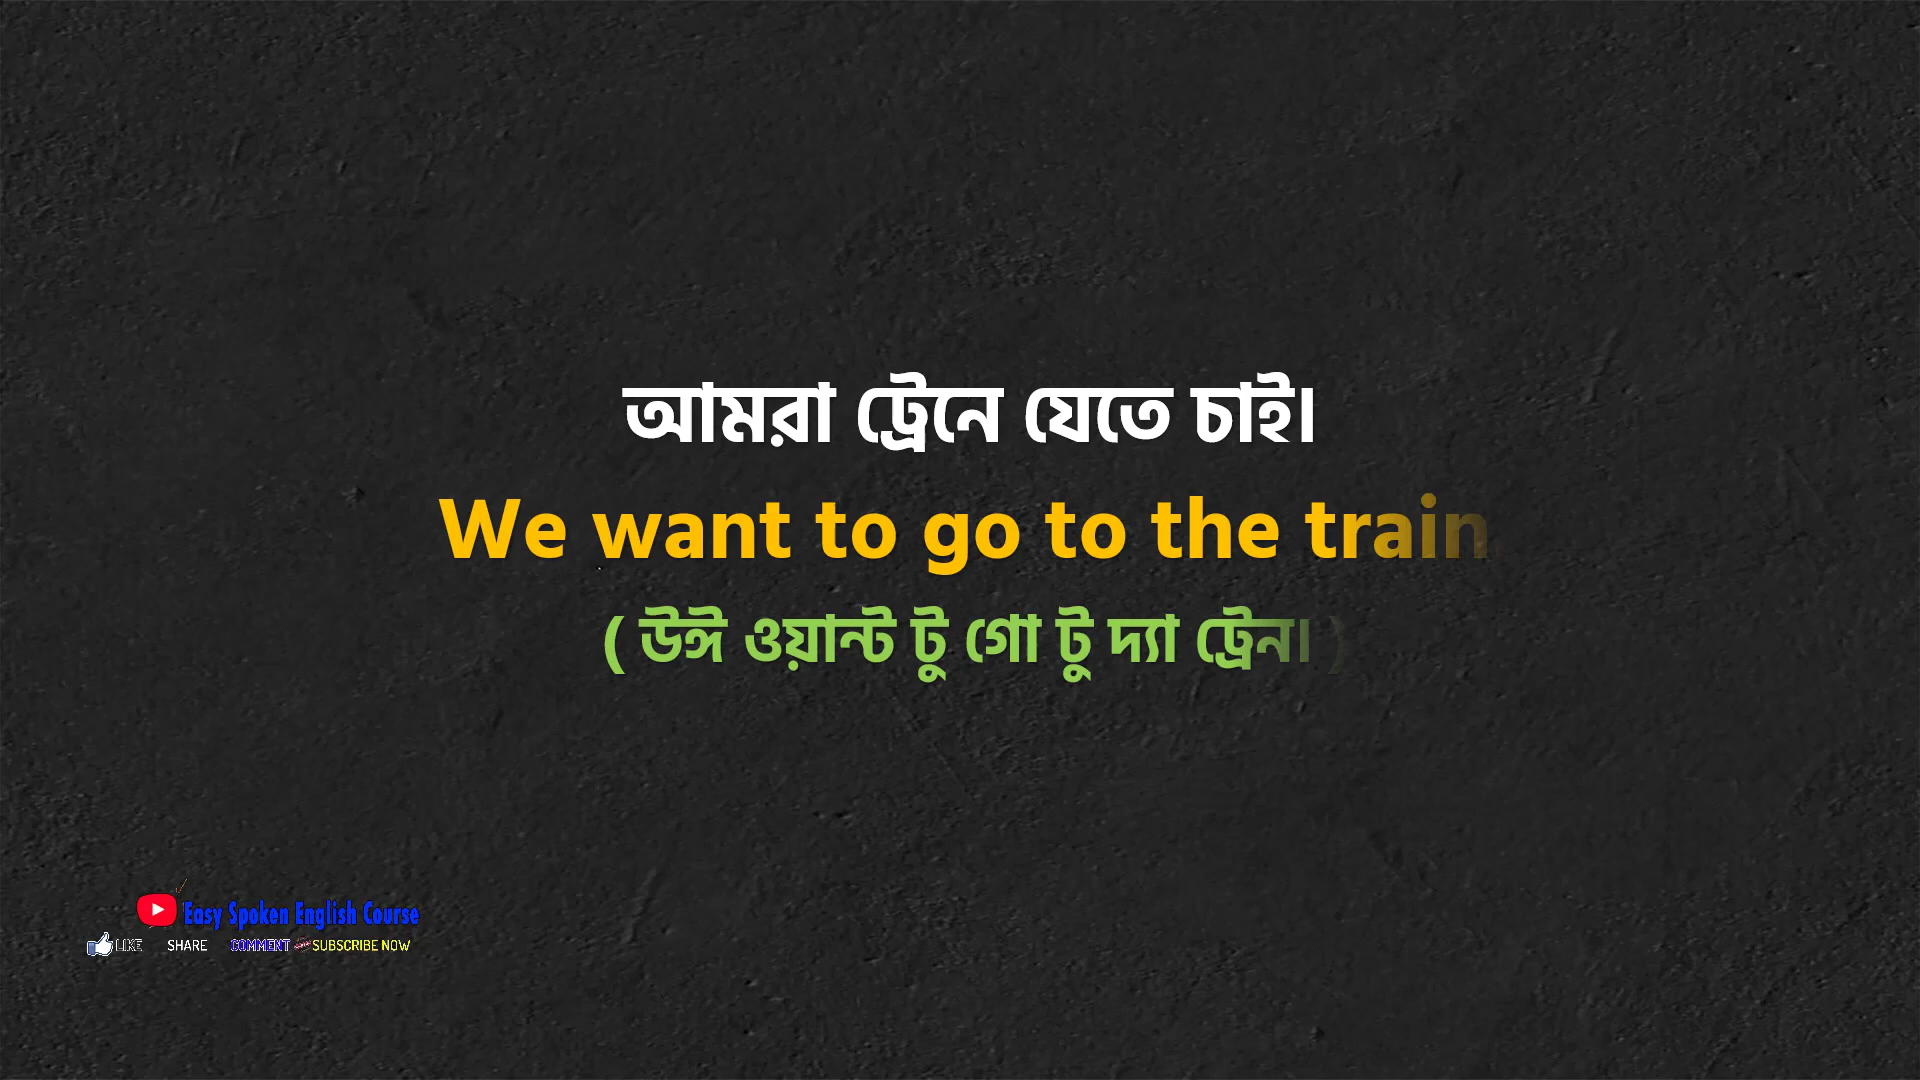 আমরা ট্রেনে যেতে চাই।
We want to go to the train
( উঈ ওয়ান্ট টু গো টু দ্যা ট্রেন। )
Easy Spoken English Course
LIKE SHARE COMMENT SUBSCRIBE NOW